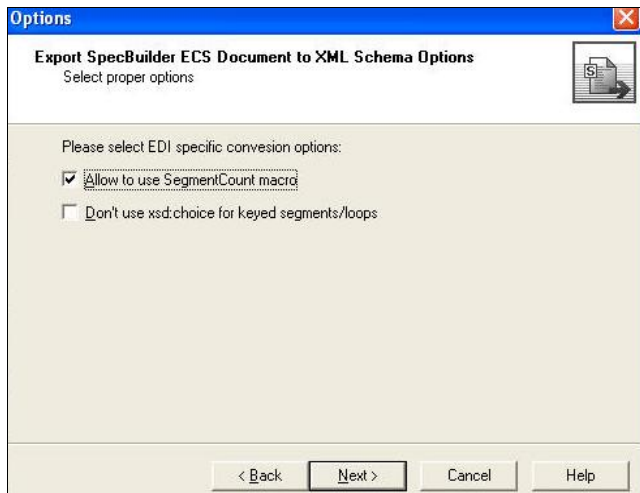 Options
Export SpecBuilder ECS Document to XML Schema Options
Select proper options
S
Please select EDI specific convesion options:
Allow to use SegmentCount macro
Don't use xsd:choice for keyed segments/loops
< Back Next > Cancel Help